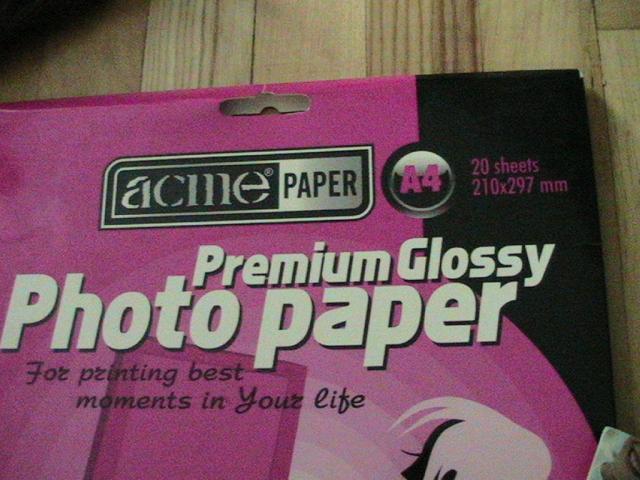 acme® PAPER
A4
20 sheets
210x297 mm
Premium Glossy
Photo paper
For printing best
moments in Your life